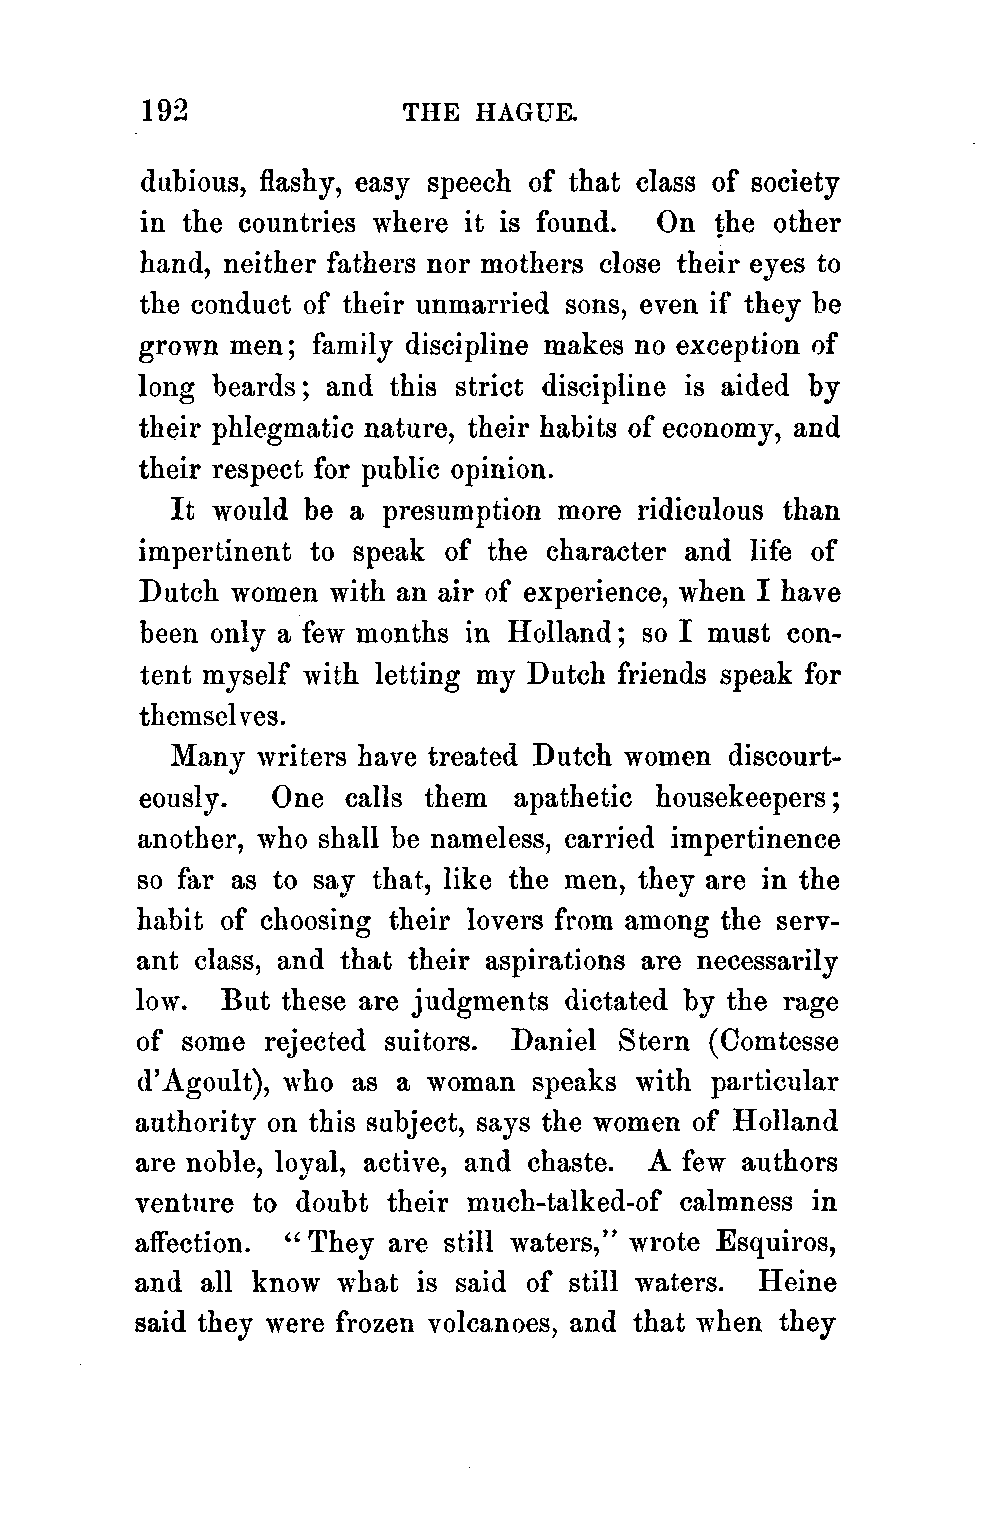 192 THE HAGUE.
dubious, flashy, easy speech of that class of society
in the countries where it is found. On the other
hand, neither fathers nor mothers close their eyes to
the conduct of their unmarried sons, even if they be
grown men; family discipline makes no exception of
long beards; and this strict discipline is aided by
their phlegmatic nature, their habits of economy, and
their respect for public opinion.
It would be a presumption more ridiculous than
impertinent to speak of the character and life of
Dutch women with an air of experience, when I have
been only a few months in Holland; so I must con-
tent myself with letting my Dutch friends speak for
themselves.
Many writers have treated Dutch women discourt-
eously. One calls them apathetic housekeepers;
another, who shall be nameless, carried impertinence
so far as to say that, like the men, they are in the
habit of choosing their lovers from among the serv-
ant class, and that their aspirations are necessarily
low. But these are judgments dictated by the rage
of some rejected suitors. Daniel Stern (Comtesse
d'Agoult), who as a woman speaks with particular
authority on this subject, says the women of Holland
are noble, loyal, active, and chaste. A few authors
venture to doubt their much-talked-of calmness in
affection. "They are still waters," wrote Esquiros,
and all know what is said of still waters. Heine
said they were frozen volcanoes, and that when they